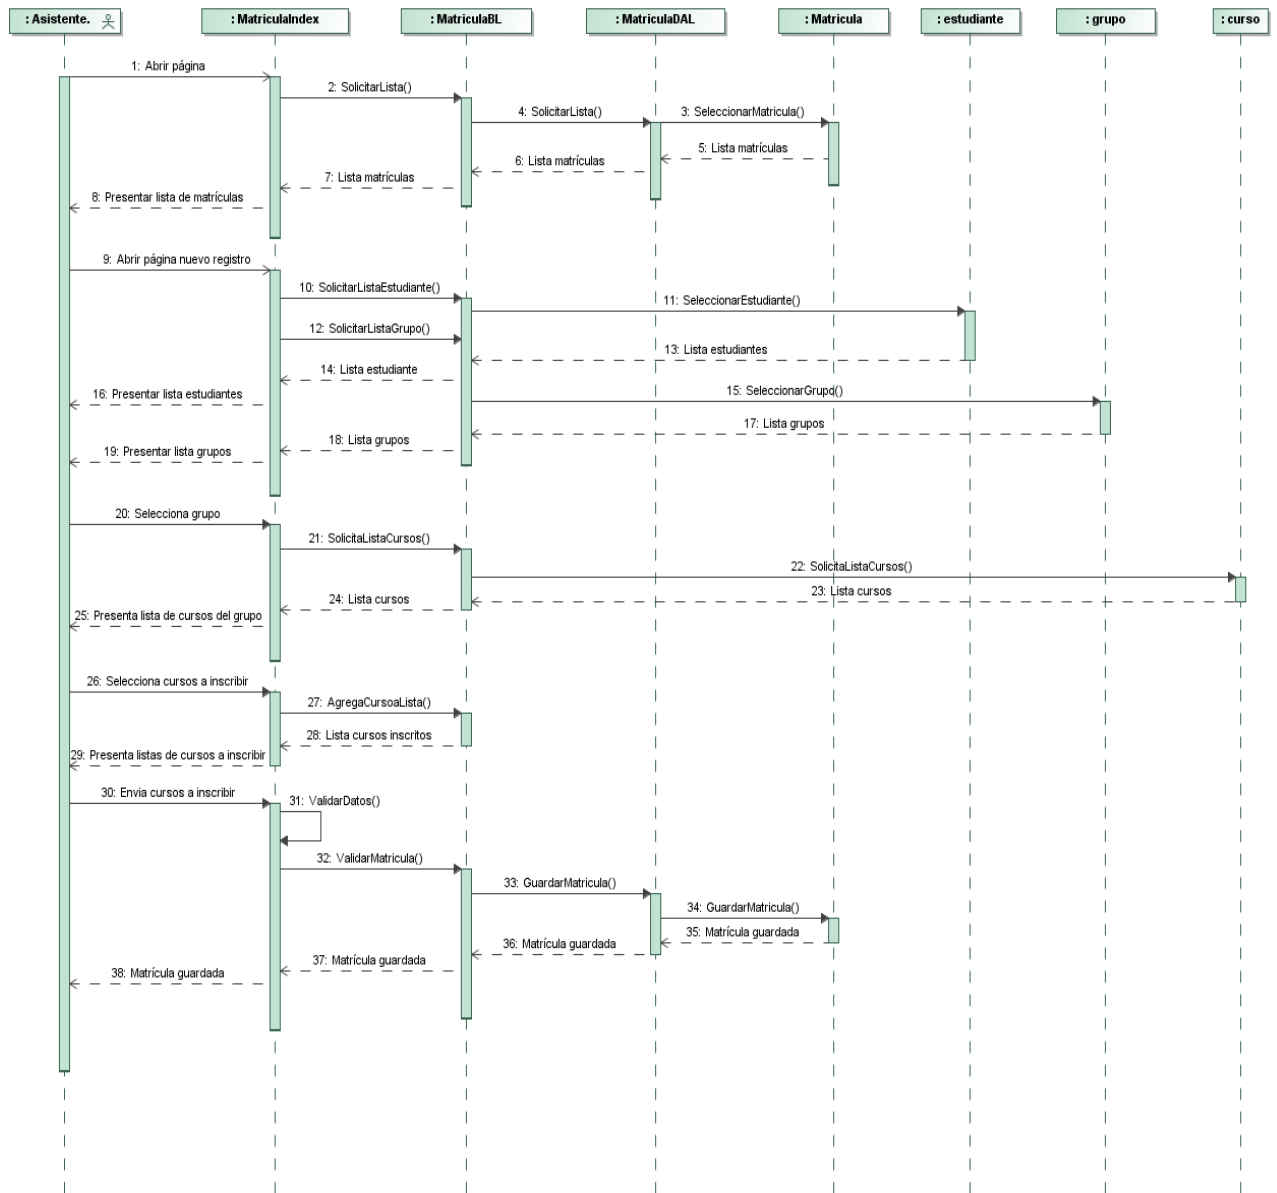 : Asistente.
: MatriculaIndex
: MatriculaBL
: MatriculaDAL
: Matricula
: estudiante
: grupo
: curso
1: Abrir página
2: SolicitarLista()
4: SolicitarLista()
3: SeleccionarMatricula()
5: Lista matrículas
6: Lista matrículas
7: Lista matrículas
8: Presentar lista de matrículas
9: Abrir página nuevo registro
10: SolicitarListaEstudiante()
11: SeleccionarEstudiante()
12: SolicitarListaGrupo()
13: Lista estudiantes
14: Lista estudiante
15: SeleccionarGrupo()
16: Presentar lista estudiantes
17: Lista grupos
18: Lista grupos
19: Presentar lista grupos
20: Selecciona grupo
21: SolicitaListaCursos()
22: SolicitaListaCursos()
23: Lista cursos
24: Lista cursos
25: Presenta lista de cursos del grupo
26: Selecciona cursos a inscribir
27: AgregaCursoaLista()
28: Lista cursos inscritos
29: Presenta listas de cursos a inscribir
30: Envia cursos a inscribir
31: ValidarDatos()
32: ValidarMatricula()
33: GuardarMatricula()
34: GuardarMatricula()
35: Matrícula guardada
36: Matrícula guardada
37: Matrícula guardada
38: Matrícula guardada